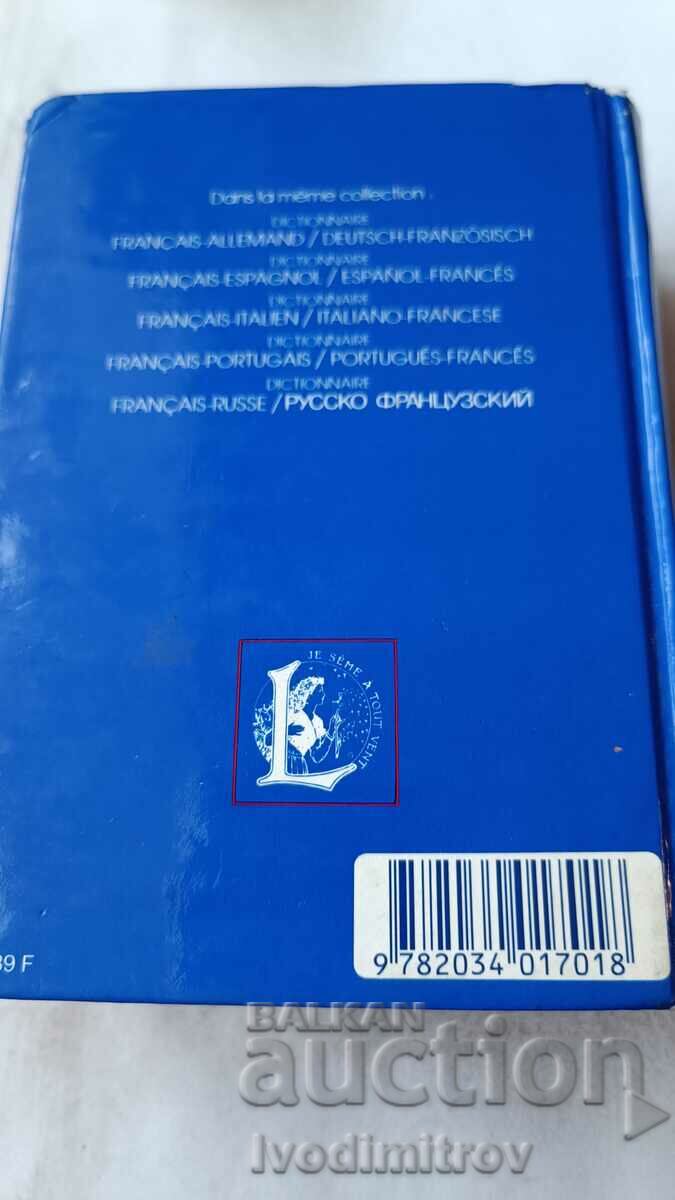 Dans la même collection :
DICTIONNAIRE
FRANÇAIS-ALLEMAND / DEUTSCH-FRANZÖSISCH
DICTIONNAIRE
FRANÇAIS-ESPAGNOL / ESPAÑOL-FRANCÉS
DICTIONNAIRE
FRANÇAIS-ITALIEN / ITALIANO-FRANCESE
DICTIONNAIRE
FRANÇAIS-PORTUGAIS / PORTUGUÊS-FRANCÊS
DICTIONNAIRE
FRANÇAIS-RUSSE / РУССКО ФРАНЦУЗСКИЙ
JE SÈME À TOUT VENT
L
39 F
9 782034 017018
BALKAN
auction
Ivodimitrov